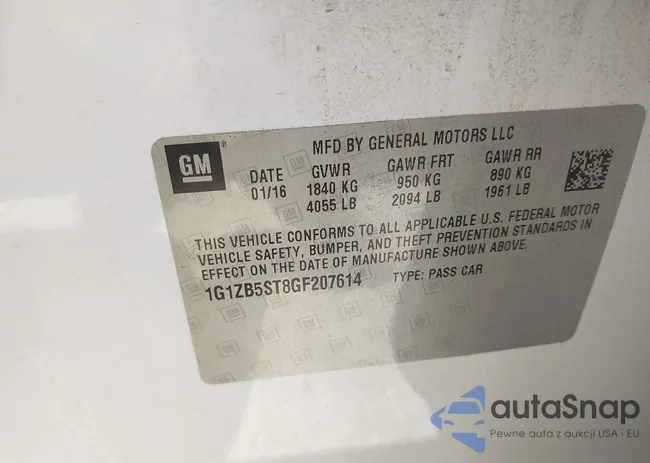 GM®
MFD BY GENERAL MOTORS LLC
DATE GVWR GAWR FRT GAWR RR
01/16 1840 KG 950 KG 890 KG
4055 LB 2094 LB 1961 LB
THIS VEHICLE CONFORMS TO ALL APPLICABLE U.S. FEDERAL MOTOR
VEHICLE SAFETY, BUMPER, AND THEFT PREVENTION STANDARDS IN
EFFECT ON THE DATE OF MANUFACTURE SHOWN ABOVE.
1G1ZB5ST8GF207614 TYPE: PASS CAR
autoSnap
Pewne auta z aukcji USA i EU